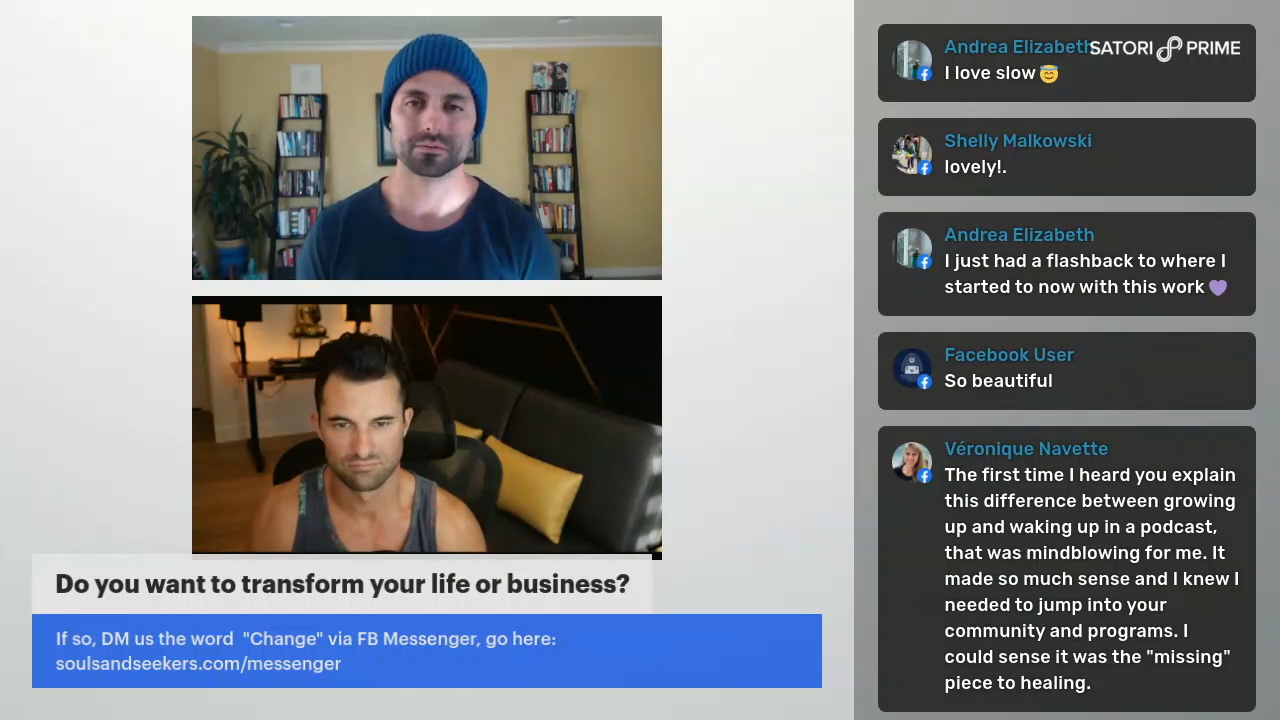 Andrea Elizabeth
SATORI PRIME
I love slow 😇
Shelly Malkowski
lovely!.
Andrea Elizabeth
I just had a flashback to where I
started to now with this work 💜
Facebook User
So beautiful
Véronique Navette
The first time I heard you explain
this difference between growing
up and waking up in a podcast,
that was mindblowing for me. It
made so much sense and I knew I
needed to jump into your
community and programs. I
could sense it was the "missing"
piece to healing.
Do you want to transform your life or business?
If so, DM us the word "Change" via FB Messenger, go here:
soulsandseekers.com/messenger